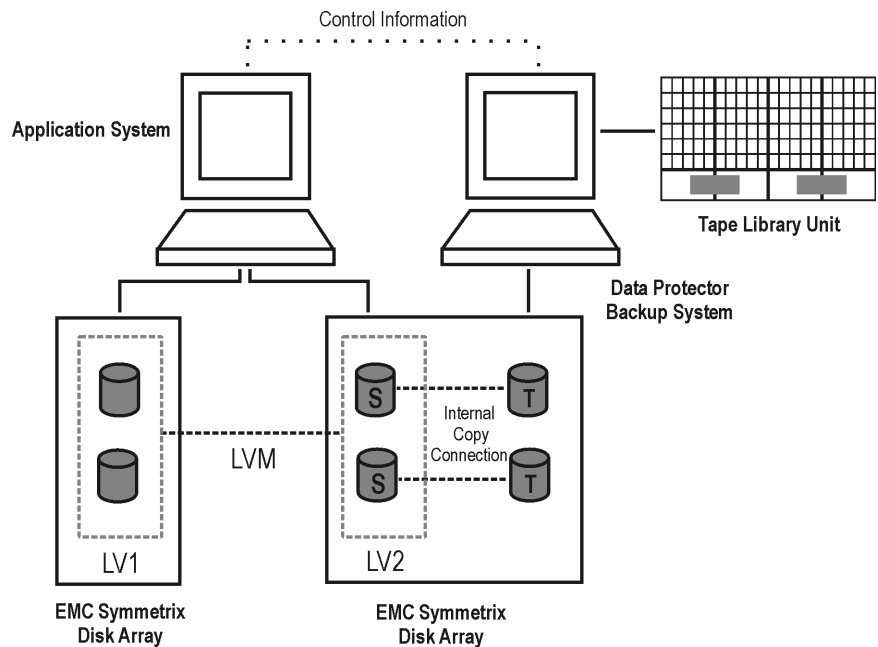 Control Information
Application System
Tape Library Unit
Data Protector
Backup System
S
T
Internal
Copy
Connection
LVM
S
T
LV1
LV2
EMC Symmetrix
Disk Array
EMC Symmetrix
Disk Array